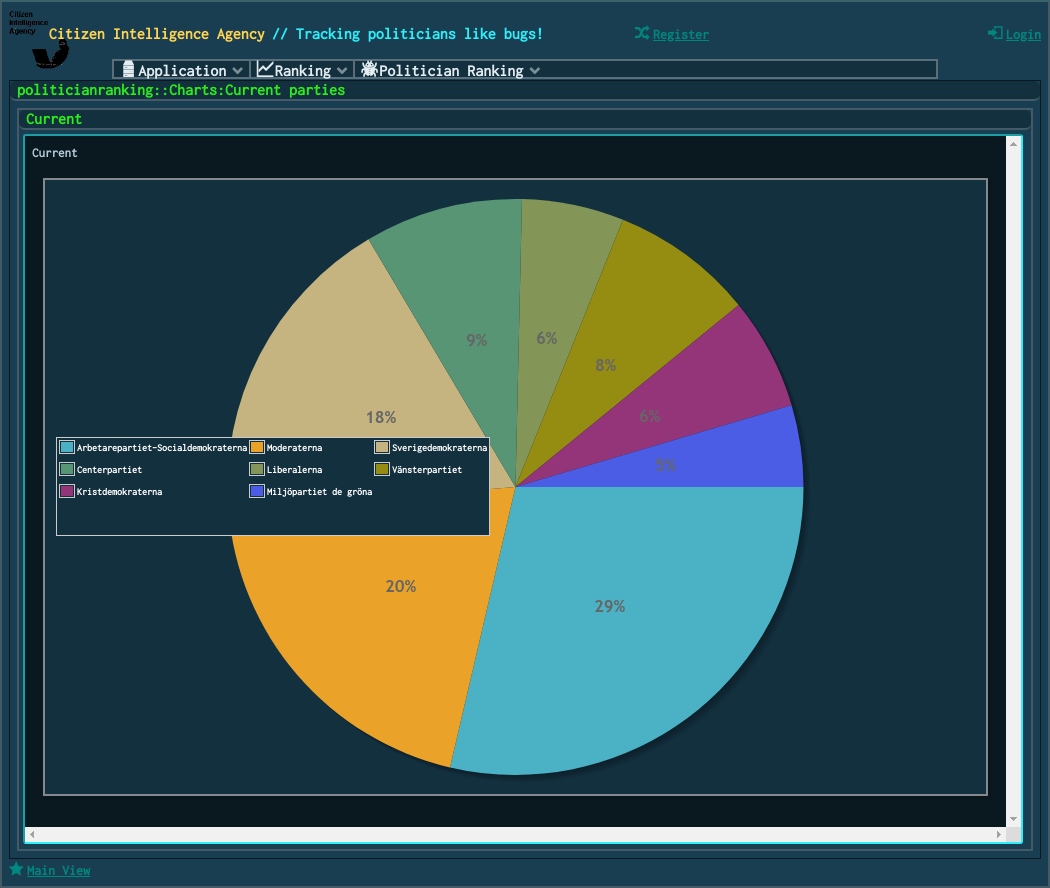 Citizen
Intelligence
Agency
Citizen Intelligence Agency // Tracking politicians like bugs!
Register
Login
Application
Ranking
Politician Ranking
politicianranking::Charts:Current parties
Current
Current
9%
6%
8%
18%
6%
5%
Arbetarepartiet-Socialdemokraterna
Moderaterna
Sverigedemokraterna
Centerpartiet
Liberalerna
Vänsterpartiet
Kristdemokraterna
Miljöpartiet de gröna
20%
29%
Main View